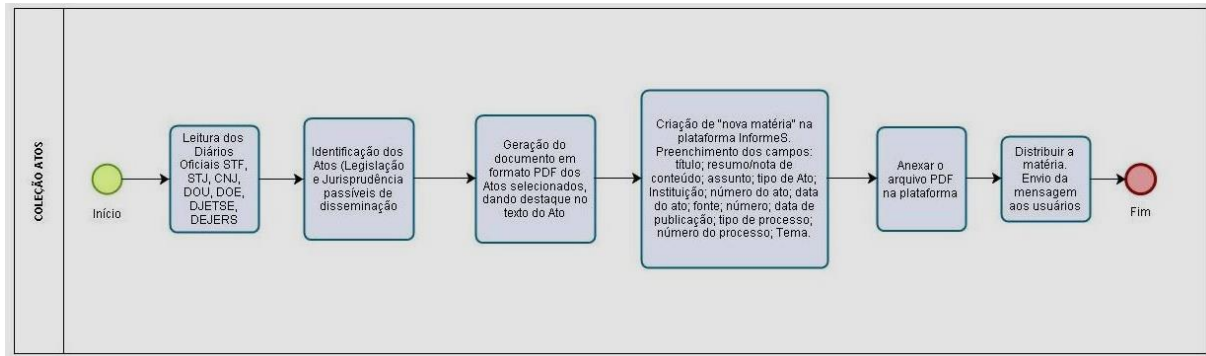 COLEÇÃO ATOS
Início
Leitura dos
Diários
Oficiais STF,
STJ, CNJ,
DOU, DOE,
DJETSE,
DEJERS
Identificação dos
Atos (Legislação
e Jurisprudência
passíveis de
disseminação
Geração do
documento em
formato PDF dos
Atos selecionados,
dando destaque no
texto do Ato
Criação de "nova matéria" na
plataforma InformeS.
Preenchimento dos campos:
título; resumo/nota de
conteúdo; assunto; tipo de Ato;
Instituição; número do ato; data
do ato; fonte; número; data de
publicação; tipo de processo;
número do processo; Tema.
Anexar o
arquivo PDF
na plataforma
Distribuir a
matéria.
Envio da
mensagem
aos usuários
Fim